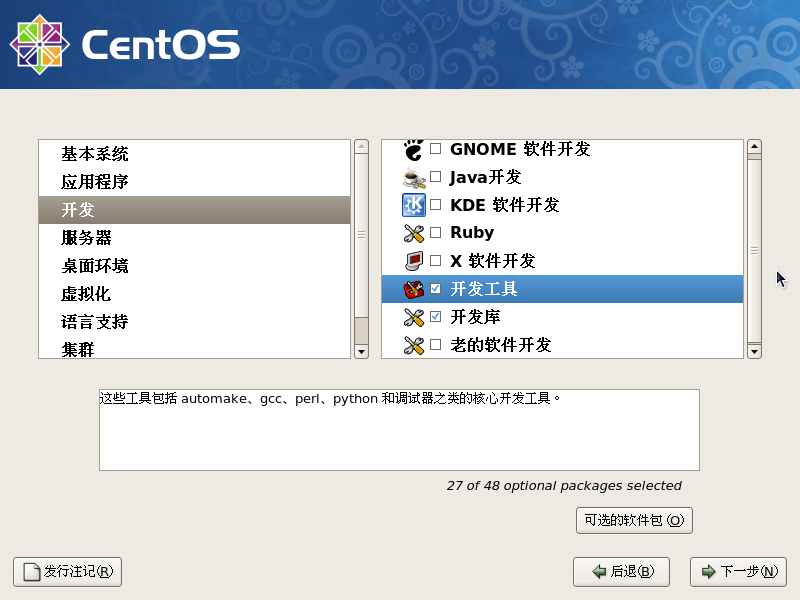 CentOS
基本系统
应用程序
开发
服务器
桌面环境
虚拟化
语言支持
集群
GNOME 软件开发
Java开发
KDE 软件开发
Ruby
X 软件开发
开发工具
开发库
老的软件开发
这些工具包括 automake、gcc、perl、python 和调试器之类的核心开发工具。
27 of 48 optional packages selected
可选的软件包 (O)
发行注记(R)
后退(B)
下一步(N)